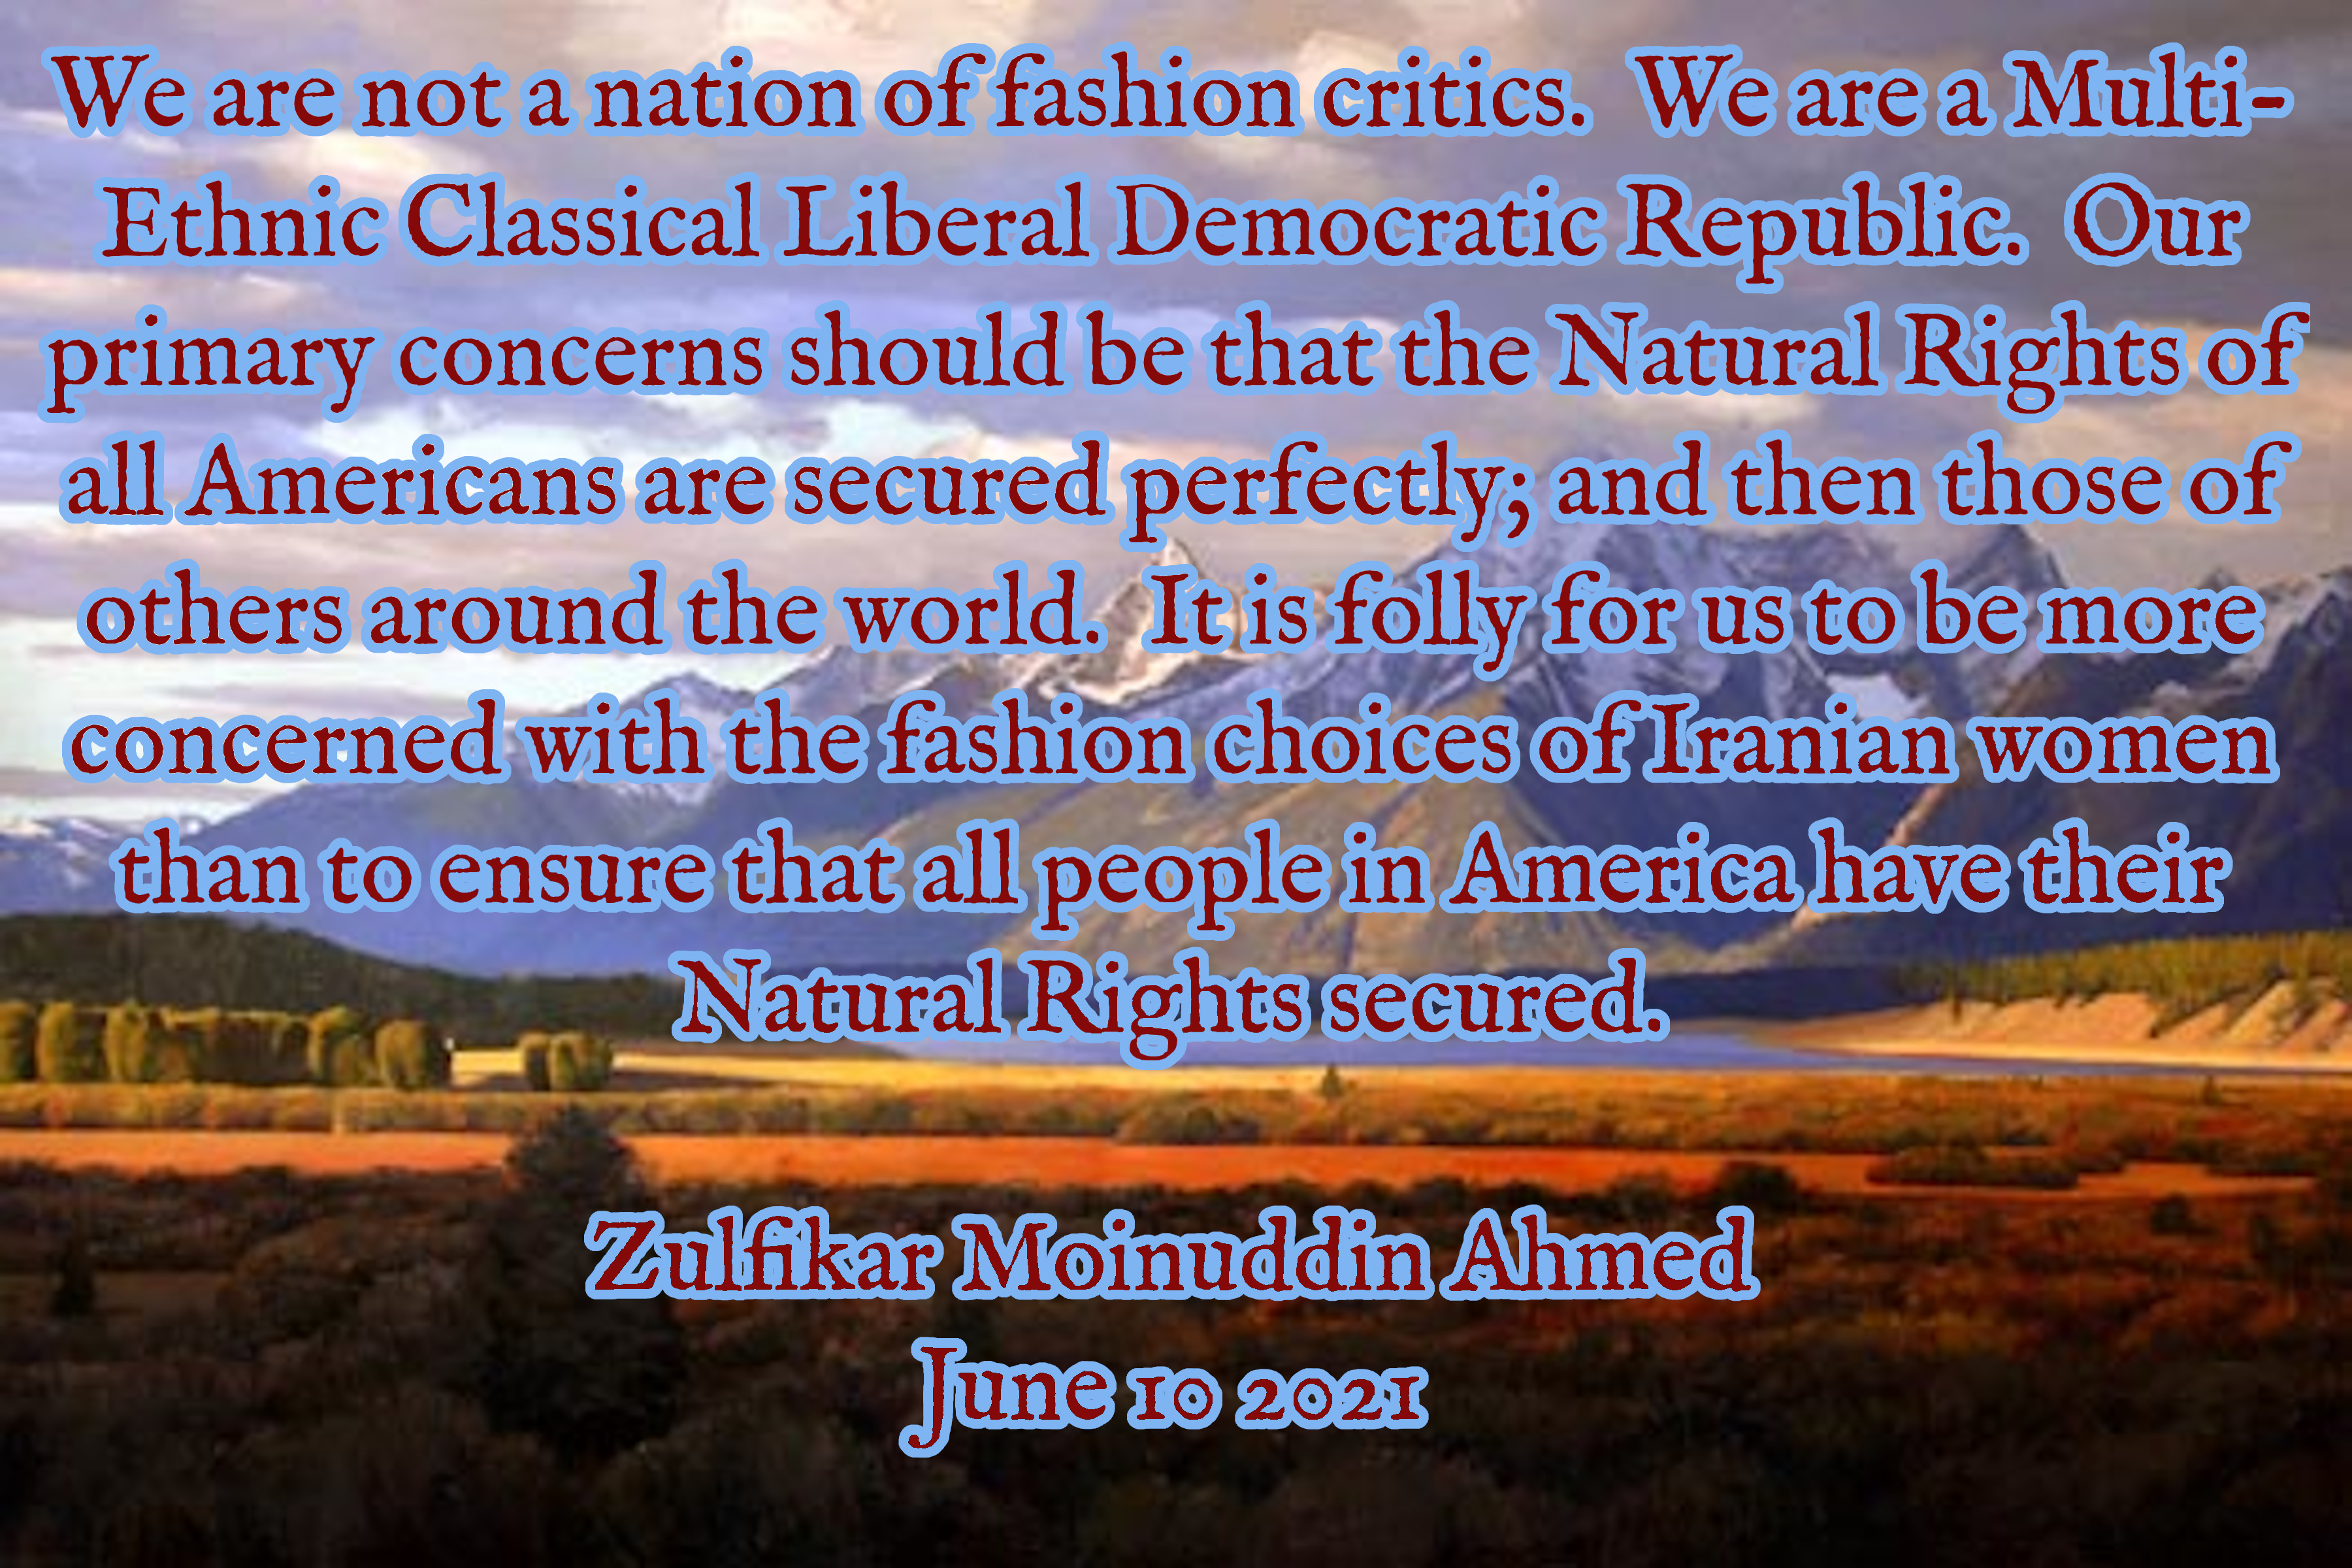 We are not a nation of fashion critics.  We are a Multi-
Ethnic Classical Liberal Democratic Republic.  Our
primary concerns should be that the Natural Rights of
all Americans are secured perfectly; and then those of
others around the world.  It is folly for us to be more
concerned with the fashion choices of Iranian women
than to ensure that all people in America have their
Natural Rights secured.
Zulfikar Moinuddin Ahmed
June 10 2021